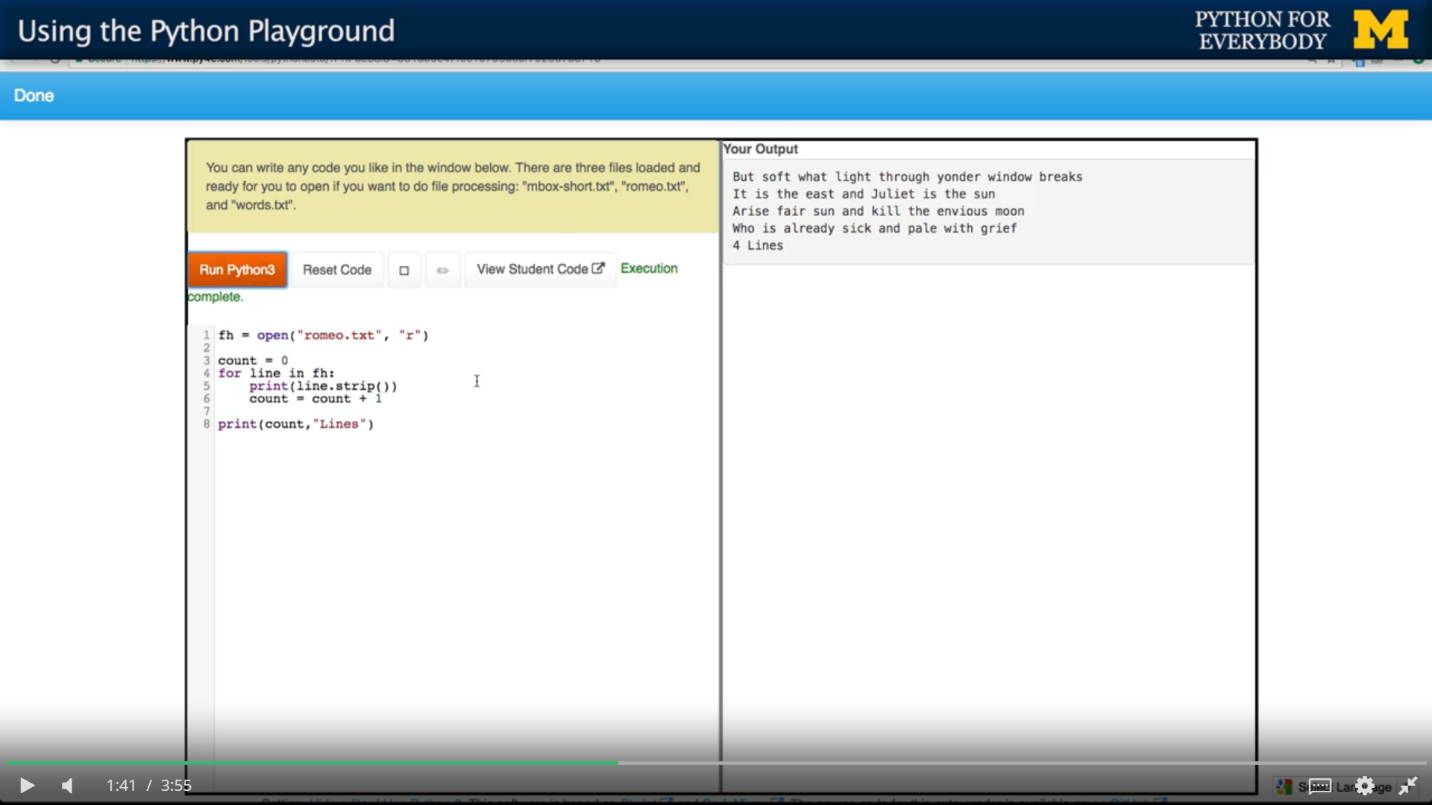 Using the Python Playground
PYTHON FOR
EVERYBODY
Done
You can write any code you like in the window below. There are three files loaded and
ready for you to open if you want to do file processing: "mbox-short.txt", "romeo.txt",
and "words.txt".
Run Python3 Reset Code View Student Code Execution
complete.
1 fh = open("romeo.txt", "r")
2
3 count = 0
4 for line in fh:
5     print(line.strip())
6     count = count + 1
7
8 print(count,"Lines")
Your Output
But soft what light through yonder window breaks
It is the east and Juliet is the sun
Arise fair sun and kill the envious moon
Who is already sick and pale with grief
4 Lines
1:41 / 3:55